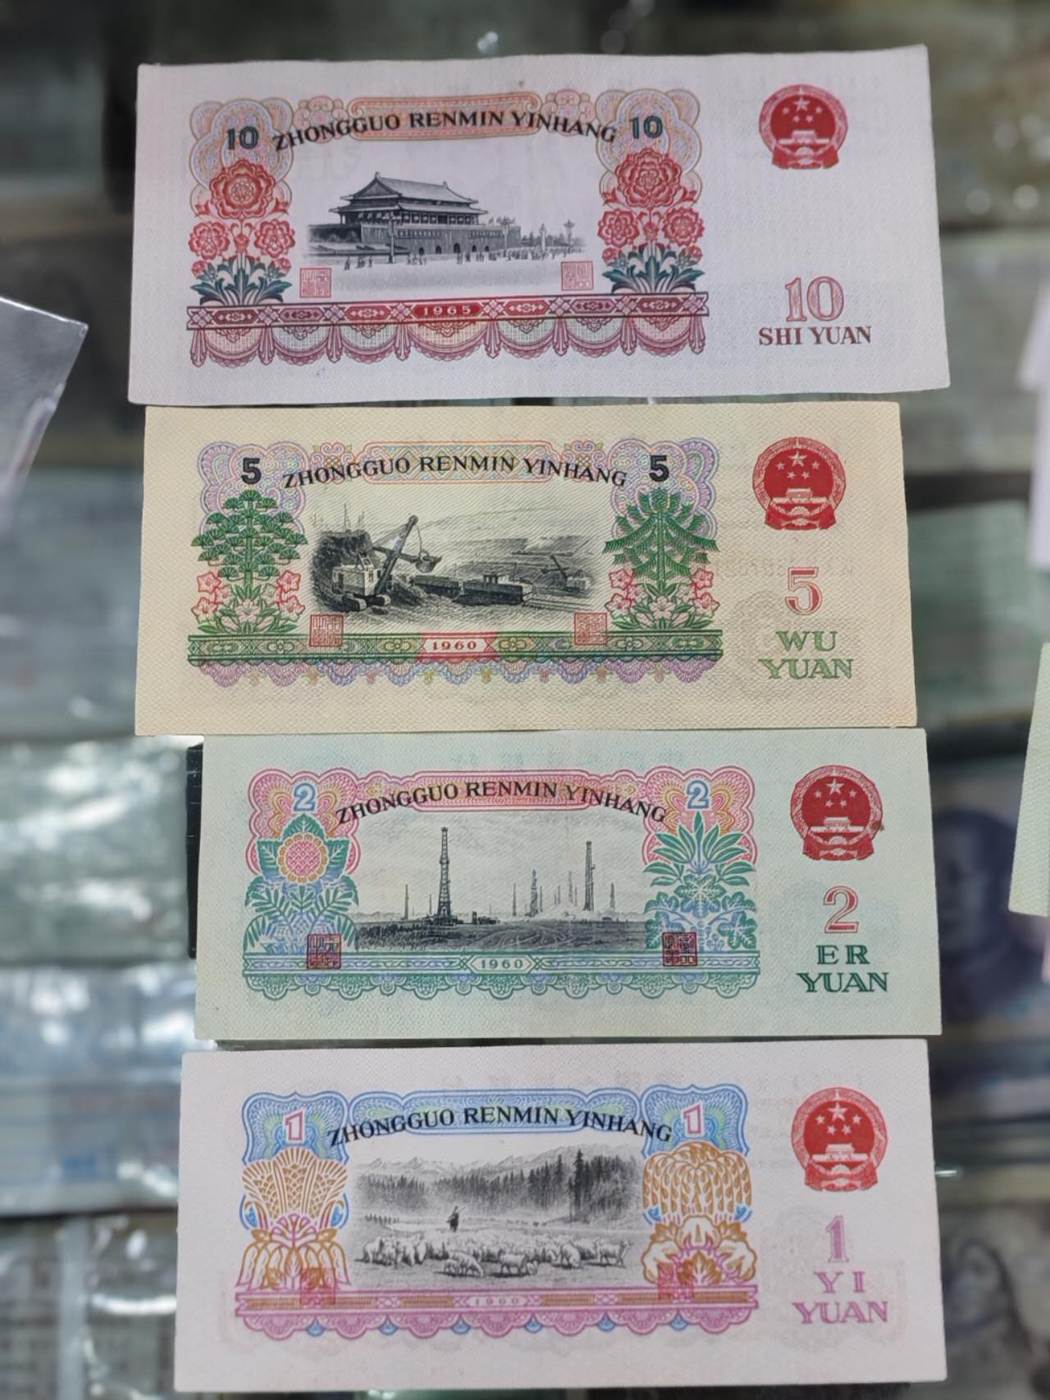 10 ZHONGGUO RENMIN YINHANG 10
1965
10
SHI YUAN
5 ZHONGGUO RENMIN YINHANG 5
1960
5
WU
YUAN
2 ZHONGGUO RENMIN YINHANG 2
1960
2
ER
YUAN
1 ZHONGGUO RENMIN YINHANG 1
1960
1
YI
YUAN